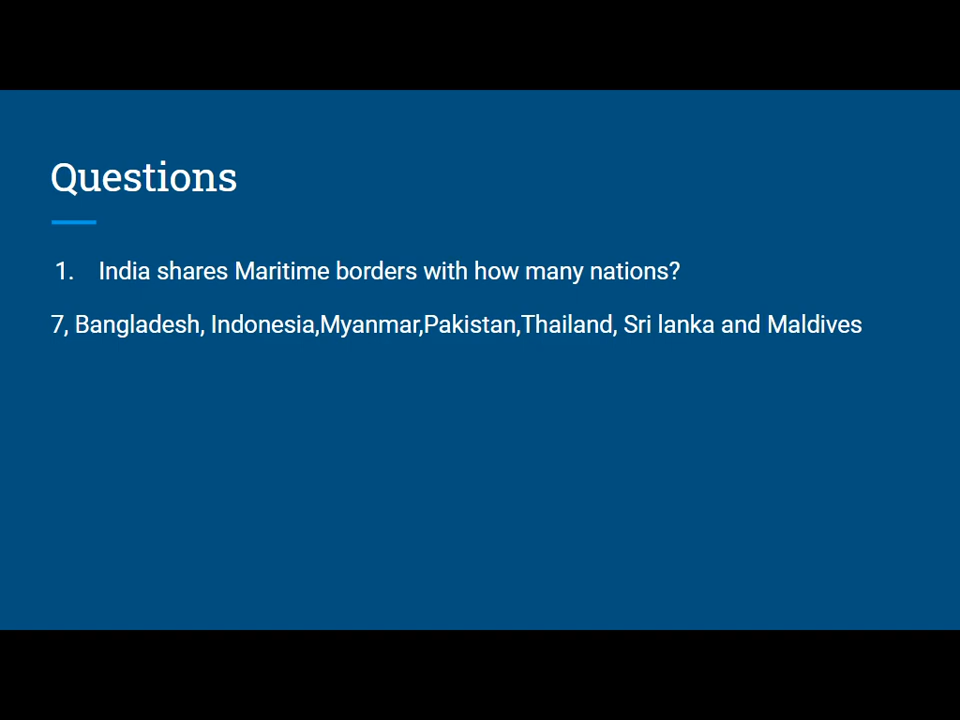 Questions
1. India shares Maritime borders with how many nations?
7, Bangladesh, Indonesia,Myanmar,Pakistan,Thailand, Sri lanka and Maldives